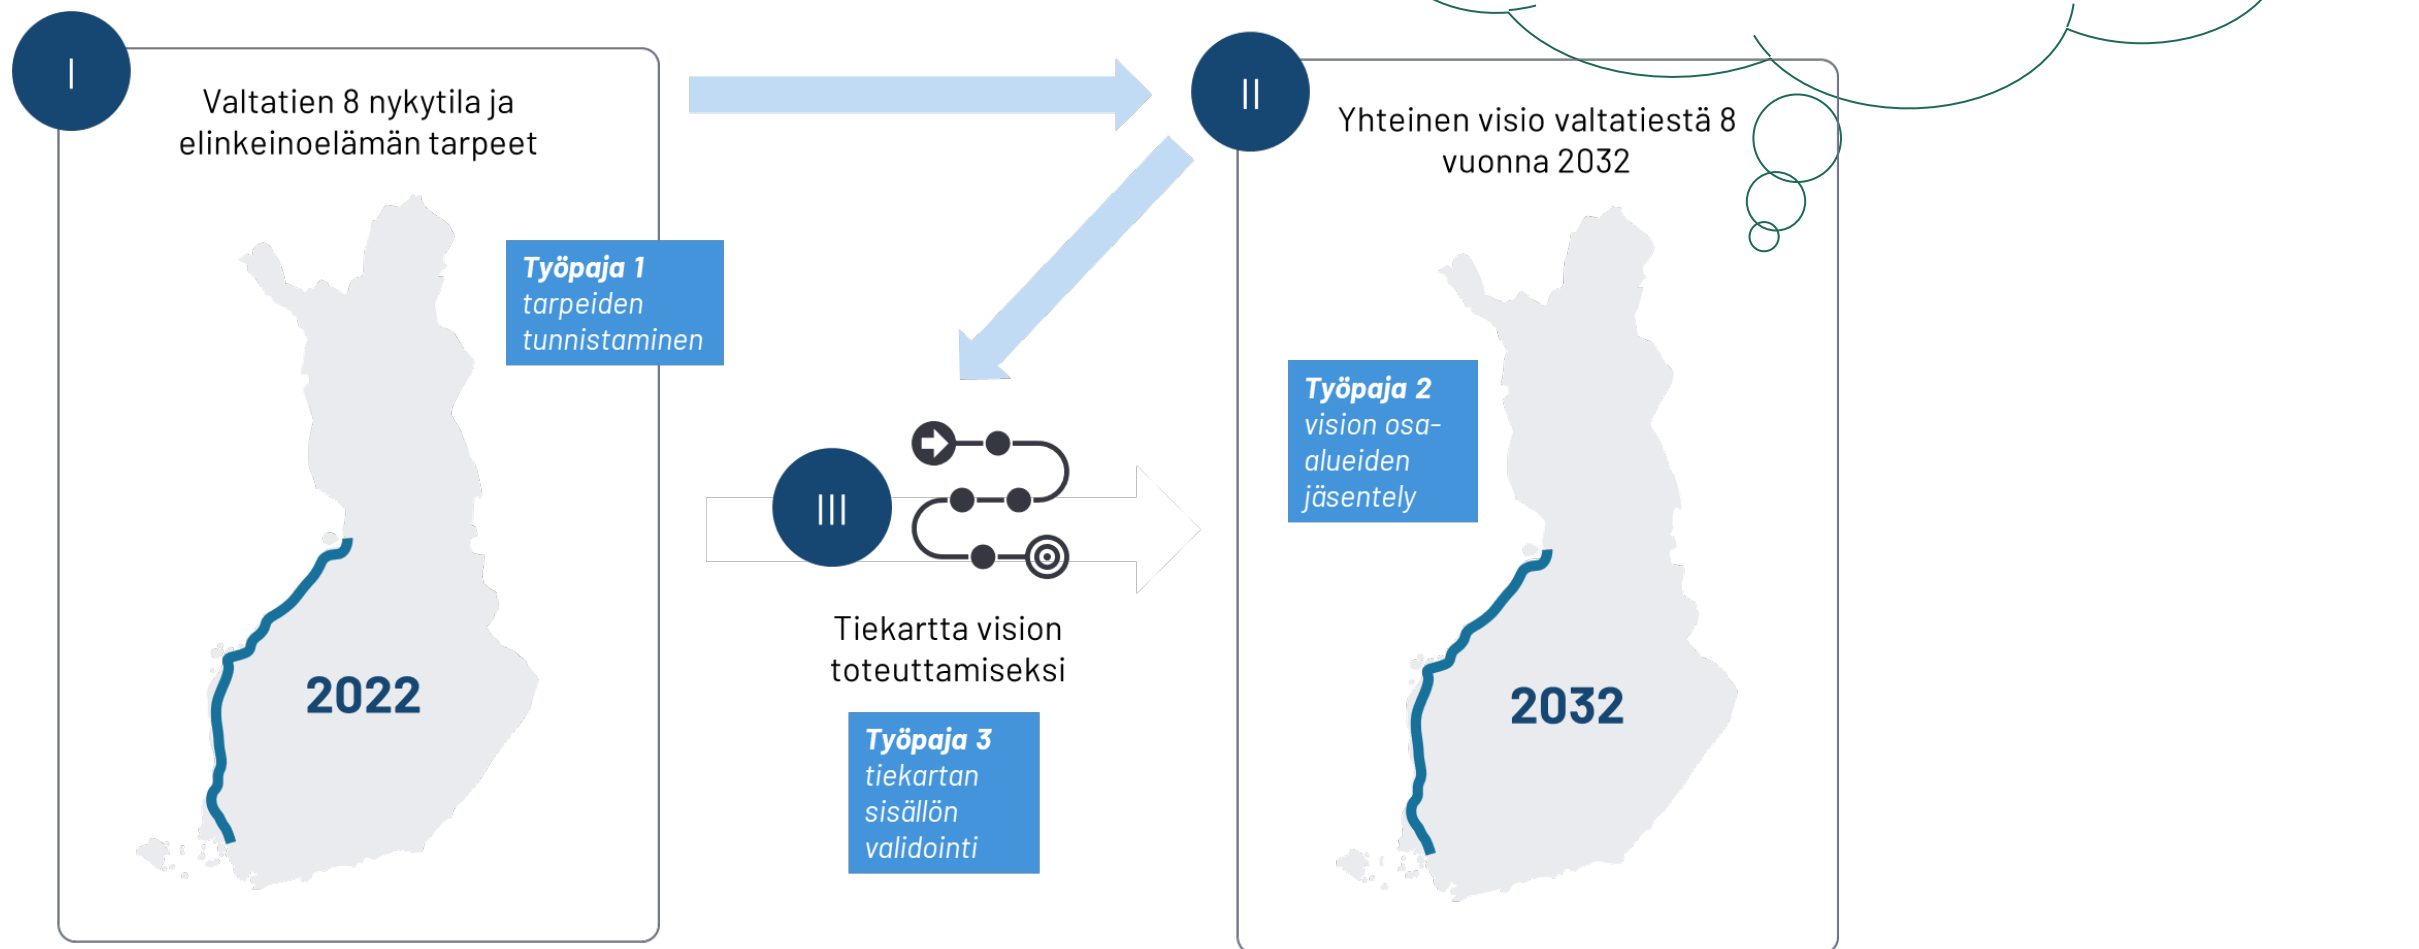 I
Valtatien 8 nykytila ja
elinkeinoelämän tarpeet
Työpaja 1
tarpeiden
tunnistaminen
2022
II
Yhteinen visio valtatiestä 8
vuonna 2032
Työpaja 2
vision osa-
alueiden
jäsentely
2032
III
Tiekartta vision
toteuttamiseksi
Työpaja 3
tiekartan
sisällön
validointi